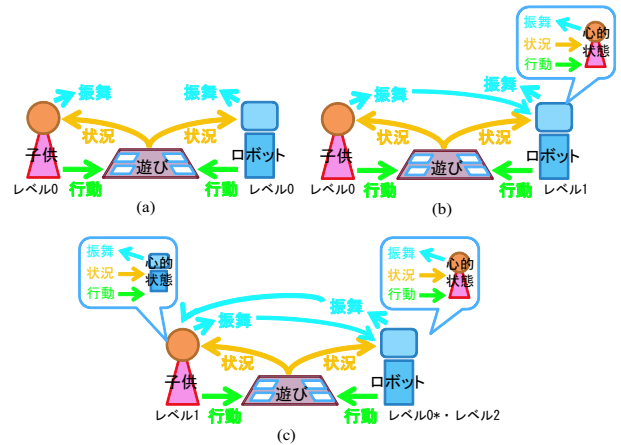 振舞
振舞
状況
状況
子供
遊び
ロボット
行動
行動
レベル0
レベル0
(a)
振舞
状況
行動
心的
状態
振舞
振舞
状況
状況
子供
遊び
ロボット
行動
行動
レベル0
レベル1
(b)
振舞
状況
行動
心的
状態
振舞
状況
行動
心的
状態
振舞
振舞
状況
状況
子供
遊び
ロボット
行動
行動
レベル1
レベル0*・レベル2
(c)